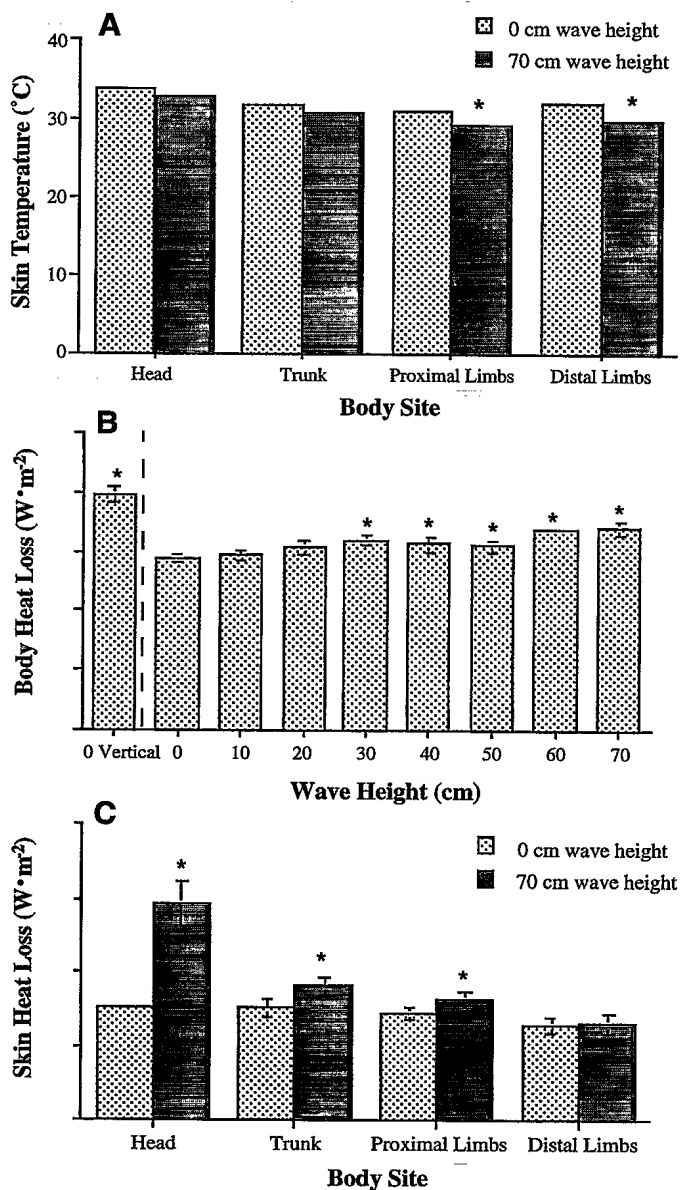 A
0 cm wave height
70 cm wave height
Skin Temperature (°C)
40
30
20
10
0
*
*
Head Trunk Proximal Limbs Distal Limbs
Body Site
B
Body Heat Loss (W•m-2)
*
*
*
*
*
*
0 Vertical 0 10 20 30 40 50 60 70
Wave Height (cm)
C
0 cm wave height
70 cm wave height
Skin Heat Loss (W•m-2)
*
*
*
Head Trunk Proximal Limbs Distal Limbs
Body Site